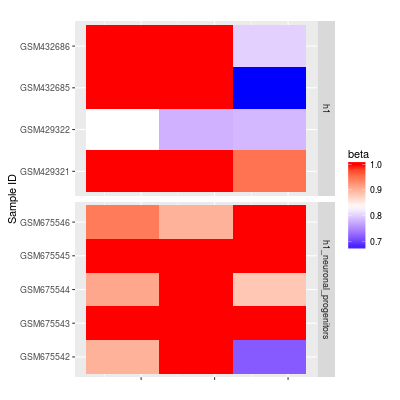 GSM432686
GSM432685
GSM429322
GSM429321
h1
GSM675546
GSM675545
GSM675544
GSM675543
GSM675542
h1_neuronal_progenitors
Sample ID
beta
1.0
0.9
0.8
0.7